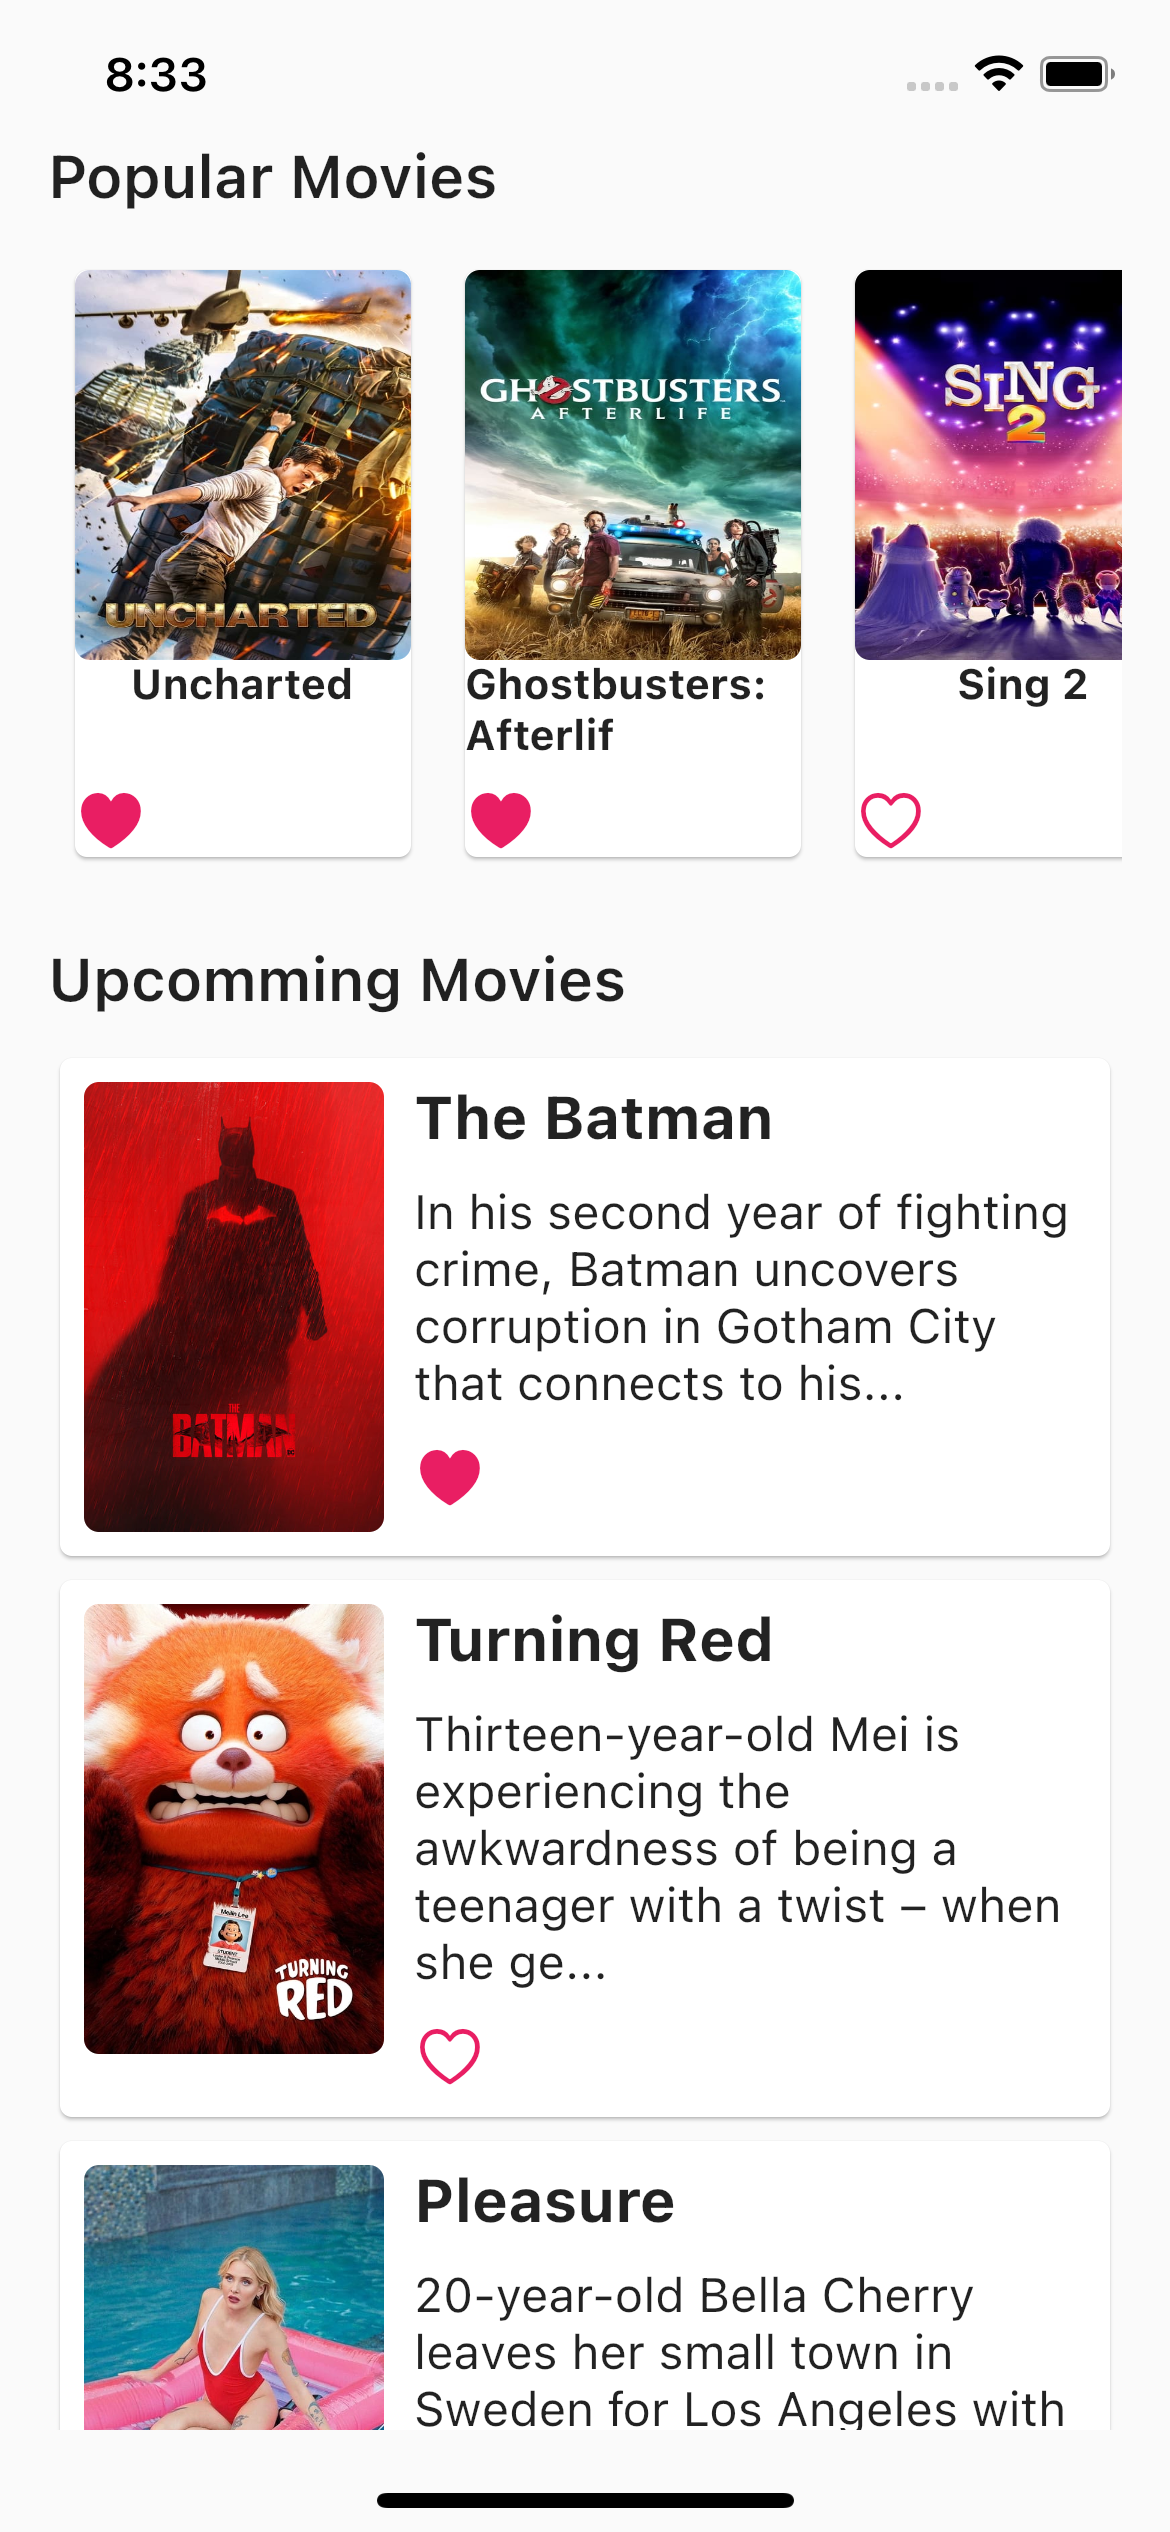 8:33
Popular Movies
UNCHARTED
GHOSTBUSTERS
AFTERLIFE
SING
2
Uncharted
Ghostbusters:
Afterlif
Sing 2
Upcomming Movies
THE
BATMAN
The Batman
In his second year of fighting
crime, Batman uncovers
corruption in Gotham City
that connects to his...
Turning Red
Thirteen-year-old Mei is
experiencing the
awkwardness of being a
teenager with a twist – when
she ge...
Meilin Lee
STUDENT
TURNING
RED
Pleasure
20-year-old Bella Cherry
leaves her small town in
Sweden for Los Angeles with